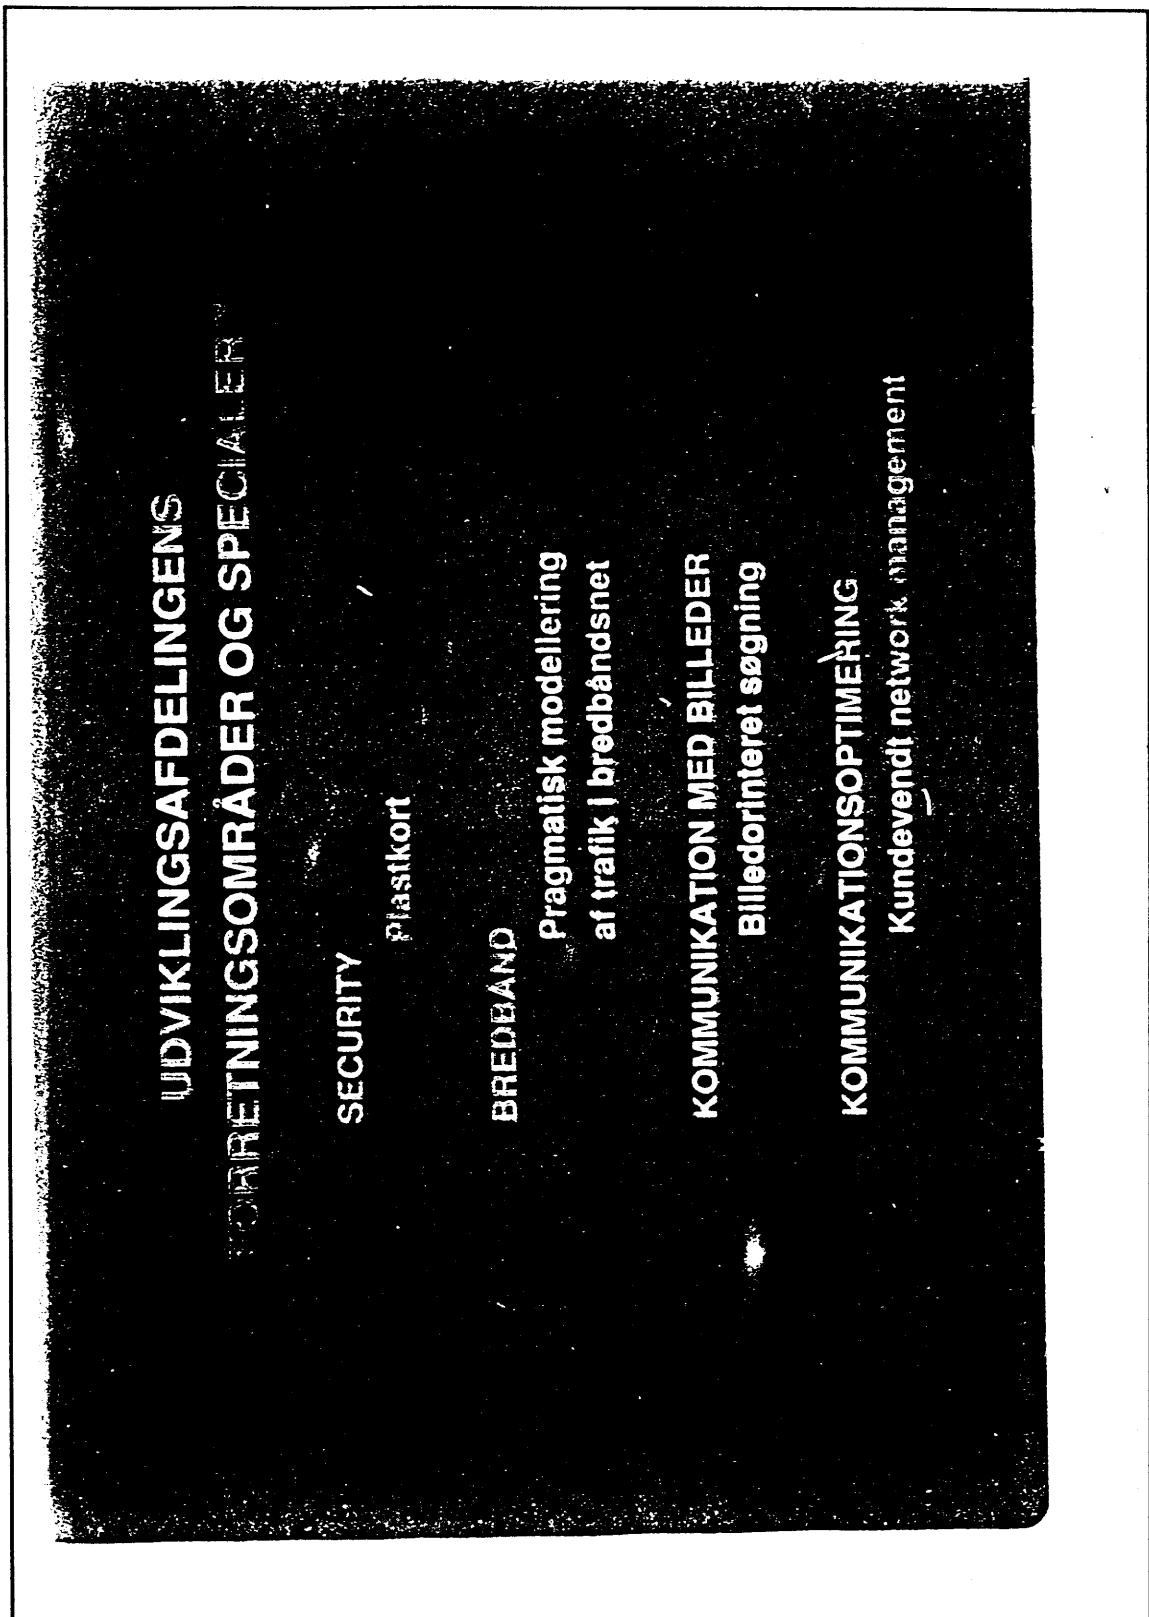 UDVIKLINGSAFDELINGENS
FORRETNINGSOMRÅDER OG SPECIALER
SECURITY
Plastkort
BREDBÅND
Pragmatisk modellering
af trafik i bredbåndsnet
KOMMUNIKATION MED BILLEDER
Billedorinteret søgning
KOMMUNIKATIONSOPTIMERING
Kundevendt network management